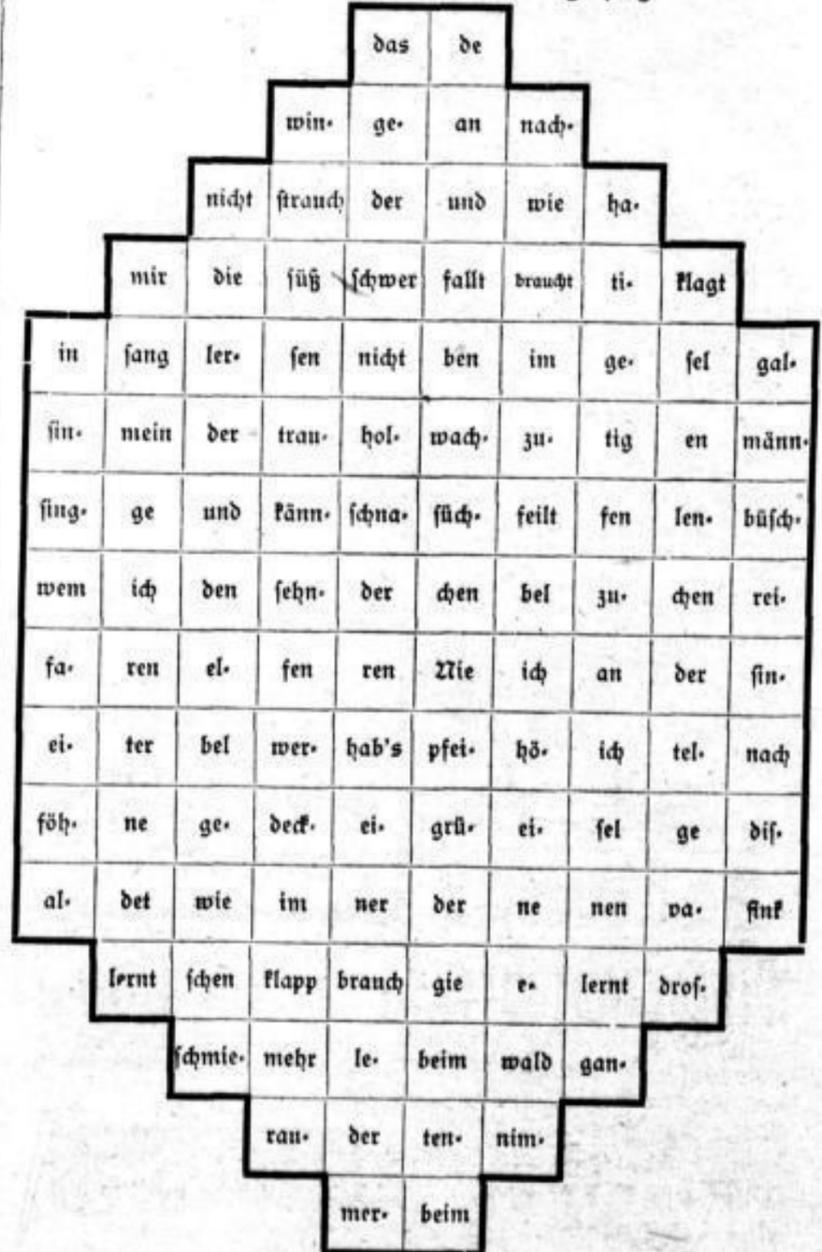 das de
win- ge- an nach-
nicht strauch der und wie ha-
mir die süß schwer fallt braucht ti- klagt
in sang ler- sen nicht ben im ge- sel gal-
sin- mein der trau- hol- wach- zu- tig en männ-
sing- ge und känn- schna- süch- feilt fen len- büsch-
wem ich den sehn- der chen bel zu- chen rei-
fa- ren el- fen ren Nie ich an der sin-
ei- ter bel wer- hab's pfei- hö- ich tel- nach
föh- ne ge- deck- ei- grü- ei- sel ge dis-
al- det wie im ner der ne nen va- fink
lernt schen klapp brauch gie e- lernt dros-
schmie- mehr le- beim wald gan-
rau- der ten- nim-
mer- beim